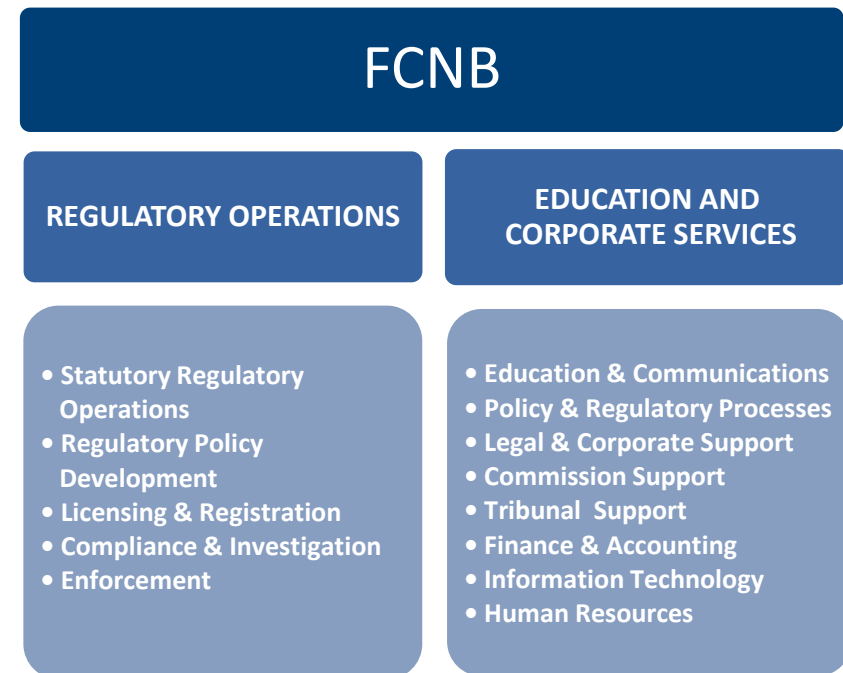 FCNB
REGULATORY OPERATIONS
• Statutory Regulatory
Operations
• Regulatory Policy
Development
• Licensing & Registration
• Compliance & Investigation
• Enforcement
EDUCATION AND
CORPORATE SERVICES
• Education & Communications
• Policy & Regulatory Processes
• Legal & Corporate Support
• Commission Support
• Tribunal  Support
• Finance & Accounting
• Information Technology
• Human Resources